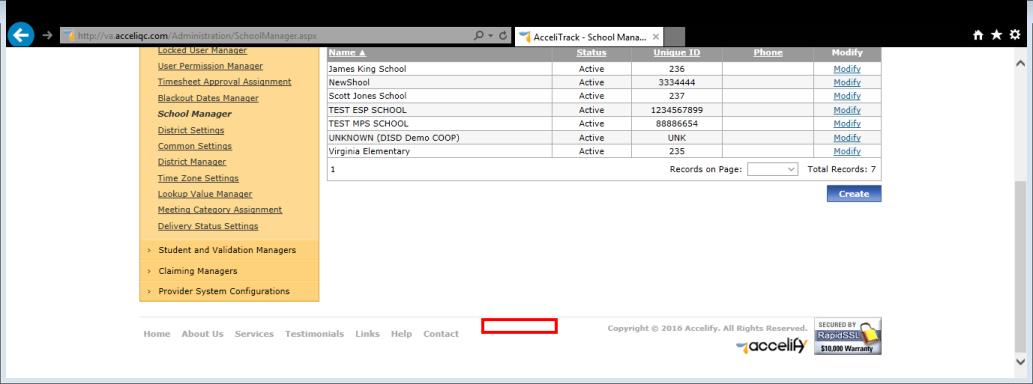 http://va.acceliqc.com/Administration/SchoolManager.aspx
AcceliTrack - School Mana...
Locked User Manager
User Permission Manager
Timesheet Approval Assignment
Blackout Dates Manager
School Manager
District Settings
Common Settings
District Manager
Time Zone Settings
Lookup Value Manager
Meeting Category Assignment
Delivery Status Settings
› Student and Validation Managers
› Claiming Managers
› Provider System Configurations
Name ▲ Status Unique ID Phone Modify
James King School Active 236 Modify
NewShool Active 3334444 Modify
Scott Jones School Active 237 Modify
TEST ESP SCHOOL Active 1234567899 Modify
TEST MPS SCHOOL Active 88886654 Modify
UNKNOWN (DISD Demo COOP) Active UNK Modify
Virginia Elementary Active 235 Modify
1 Records on Page: Total Records: 7
Create
Home About Us Services Testimonials Links Help Contact
Copyright © 2016 Accelify. All Rights Reserved.
accelify
SECURED BY
RapidSSL
$10,000 Warranty